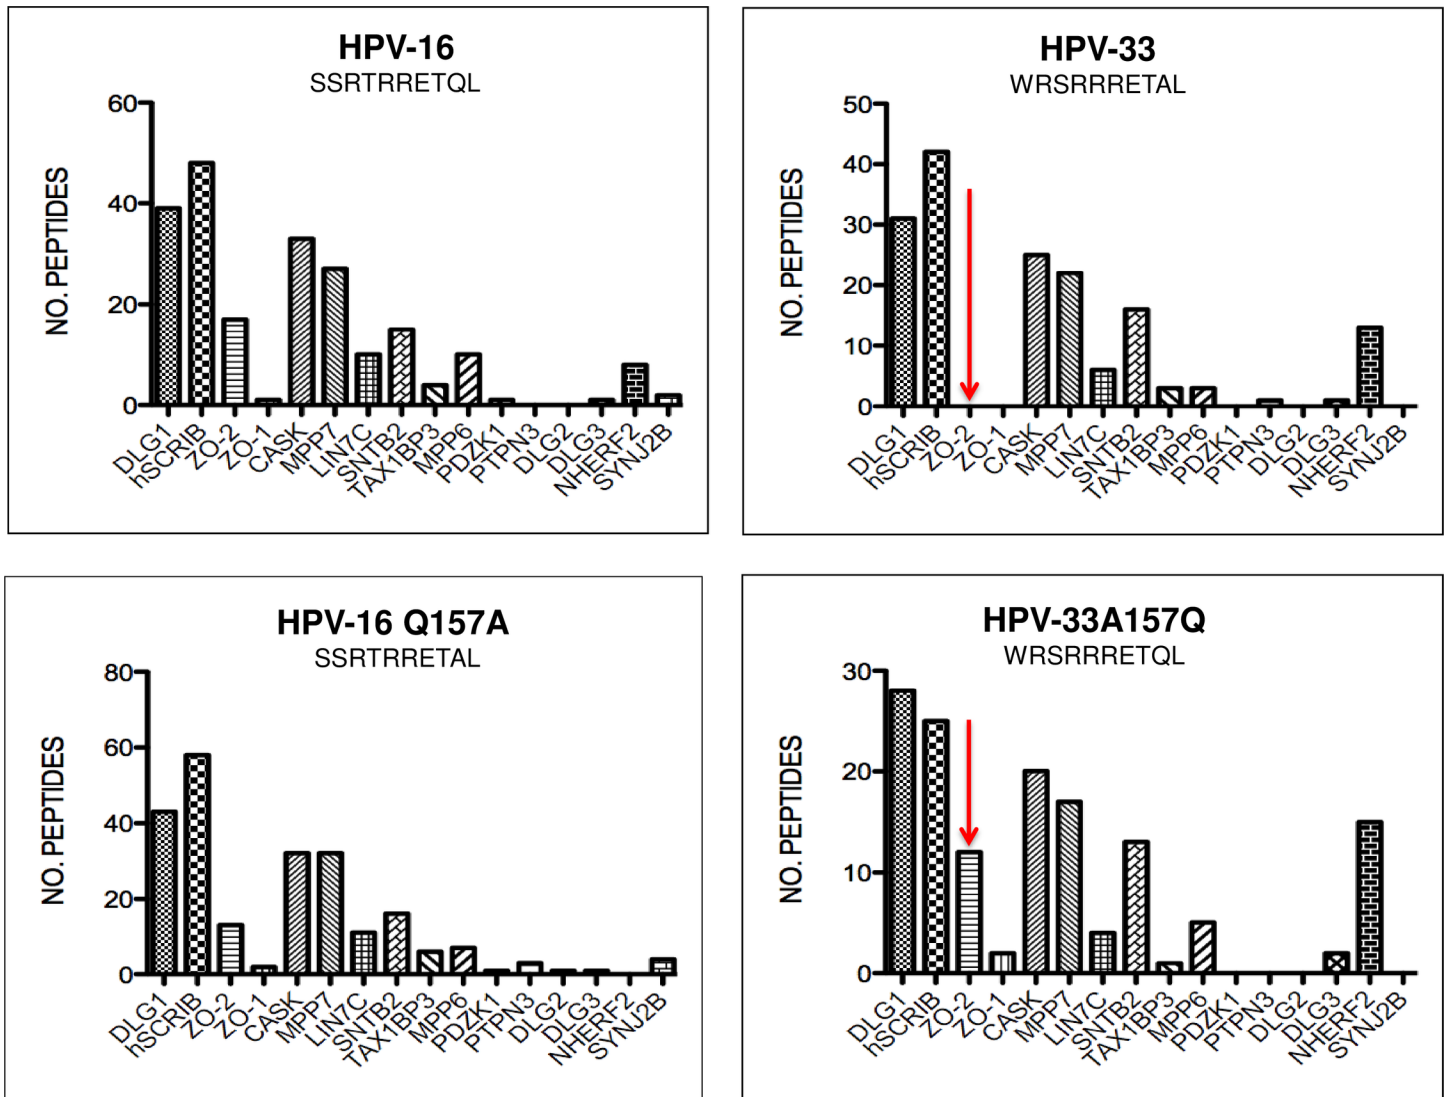 HPV-16
SSRTRRETQL
NO. PEPTIDES
60
40
20
0
DLG1
hSCRIB
ZO-2
ZO-1
CASK
MPP7
LIN7C
SNTB2
TAX1BP3
MPP6
PDZK1
PTPN3
DLG2
DLG3
NHERF2
SYNJ2B
HPV-33
WRSRRRETAL
NO. PEPTIDES
50
40
30
20
10
0
DLG1
hSCRIB
ZO-2
ZO-1
CASK
MPP7
LIN7C
SNTB2
TAX1BP3
MPP6
PDZK1
PTPN3
DLG2
DLG3
NHERF2
SYNJ2B
HPV-16 Q157A
SSRTRRETAL
NO. PEPTIDES
80
60
40
20
0
DLG1
hSCRIB
ZO-2
ZO-1
CASK
MPP7
LIN7C
SNTB2
TAX1BP3
MPP6
PDZK1
PTPN3
DLG2
DLG3
NHERF2
SYNJ2B
HPV-33A157Q
WRSRRRETQL
NO. PEPTIDES
30
20
10
0
DLG1
hSCRIB
ZO-2
ZO-1
CASK
MPP7
LIN7C
SNTB2
TAX1BP3
MPP6
PDZK1
PTPN3
DLG2
DLG3
NHERF2
SYNJ2B